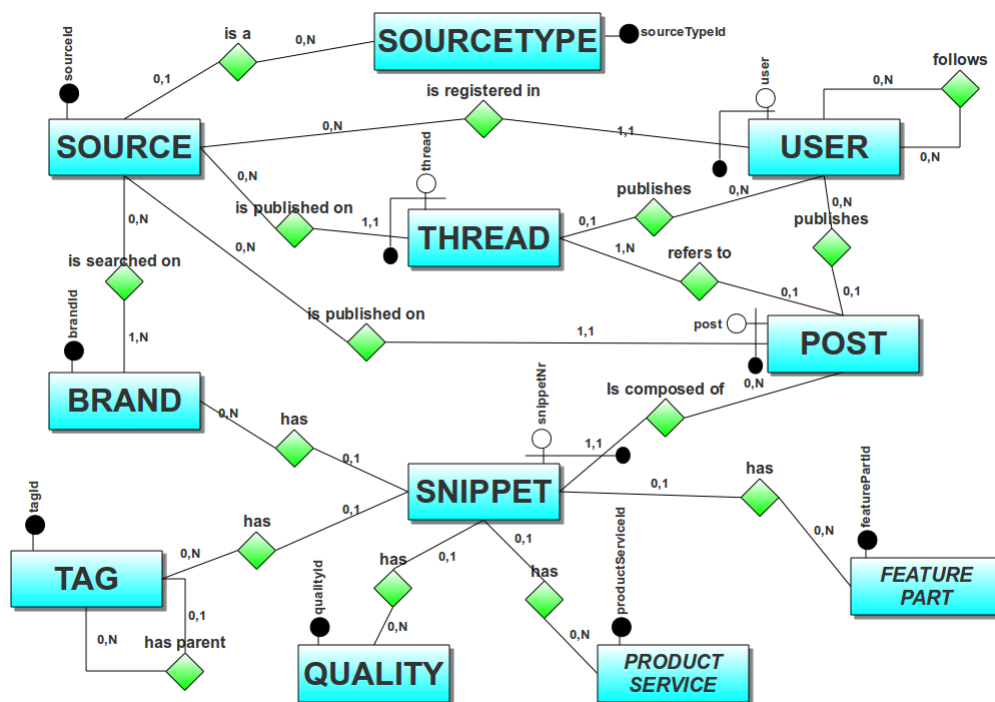 is a
0,N
SOURCETYPE
sourceTypeId
sourceId
0,1
is registered in
user
0,N
follows
SOURCE
0,N
1,1
USER
0,N
0,N
thread
publishes
0,N
0,N
is published on
1,1
THREAD
0,1
publishes
0,N
0,N
1,N
refers to
is searched on
0,1
0,1
brandId
is published on
1,1
post
POST
1,N
BRAND
0,N
has
snippetNr
Is composed of
0,N
1,1
0,1
SNIPPET
0,1
has
featurePartId
tagId
has
0,1
0,N
TAG
0,N
0,1
has parent
qualityId
has
0,1
0,N
QUALITY
0,1
has
productServiceId
0,N
PRODUCT
SERVICE
0,N
FEATURE
PART